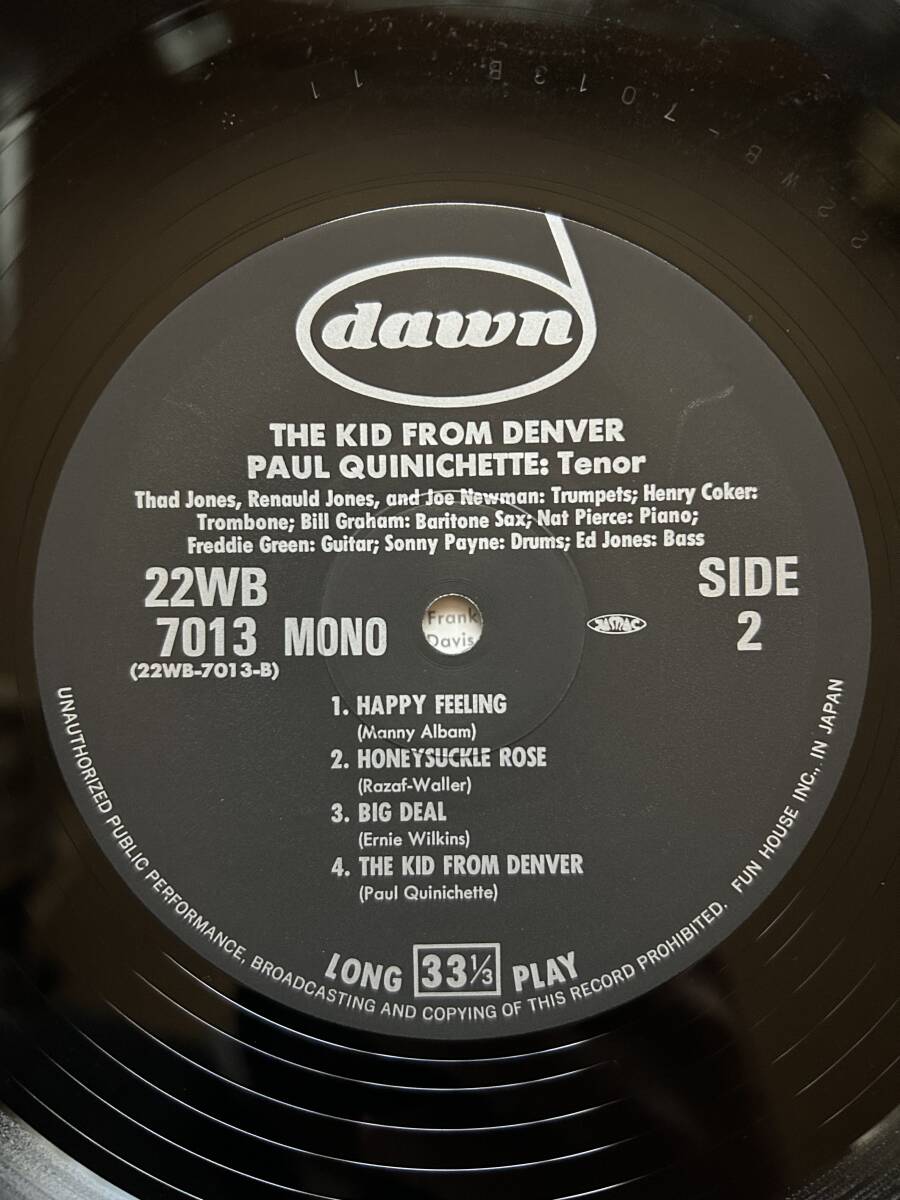 22WB-7013B 111 *
dawn
THE KID FROM DENVER
PAUL QUINICHETTE: Tenor
Thad Jones, Renauld Jones, and Joe Newman: Trumpets; Henry Coker:
Trombone; Bill Graham: Baritone Sax; Nat Pierce: Piano;
Freddie Green: Guitar; Sonny Payne: Drums; Ed Jones: Bass
22WB
7013 MONO
(22WB-7013-B)
SIDE
2
Frank
Davis
JASRAC
1. HAPPY FEELING
(Manny Albam)
2. HONEYSUCKLE ROSE
(Razaf-Waller)
3. BIG DEAL
(Ernie Wilkins)
4. THE KID FROM DENVER
(Paul Quinichette)
LONG 33 1/3 PLAY
UNAUTHORIZED PUBLIC PERFORMANCE, BROADCASTING AND COPYING OF THIS RECORD PROHIBITED. FUN HOUSE INC., IN JAPAN